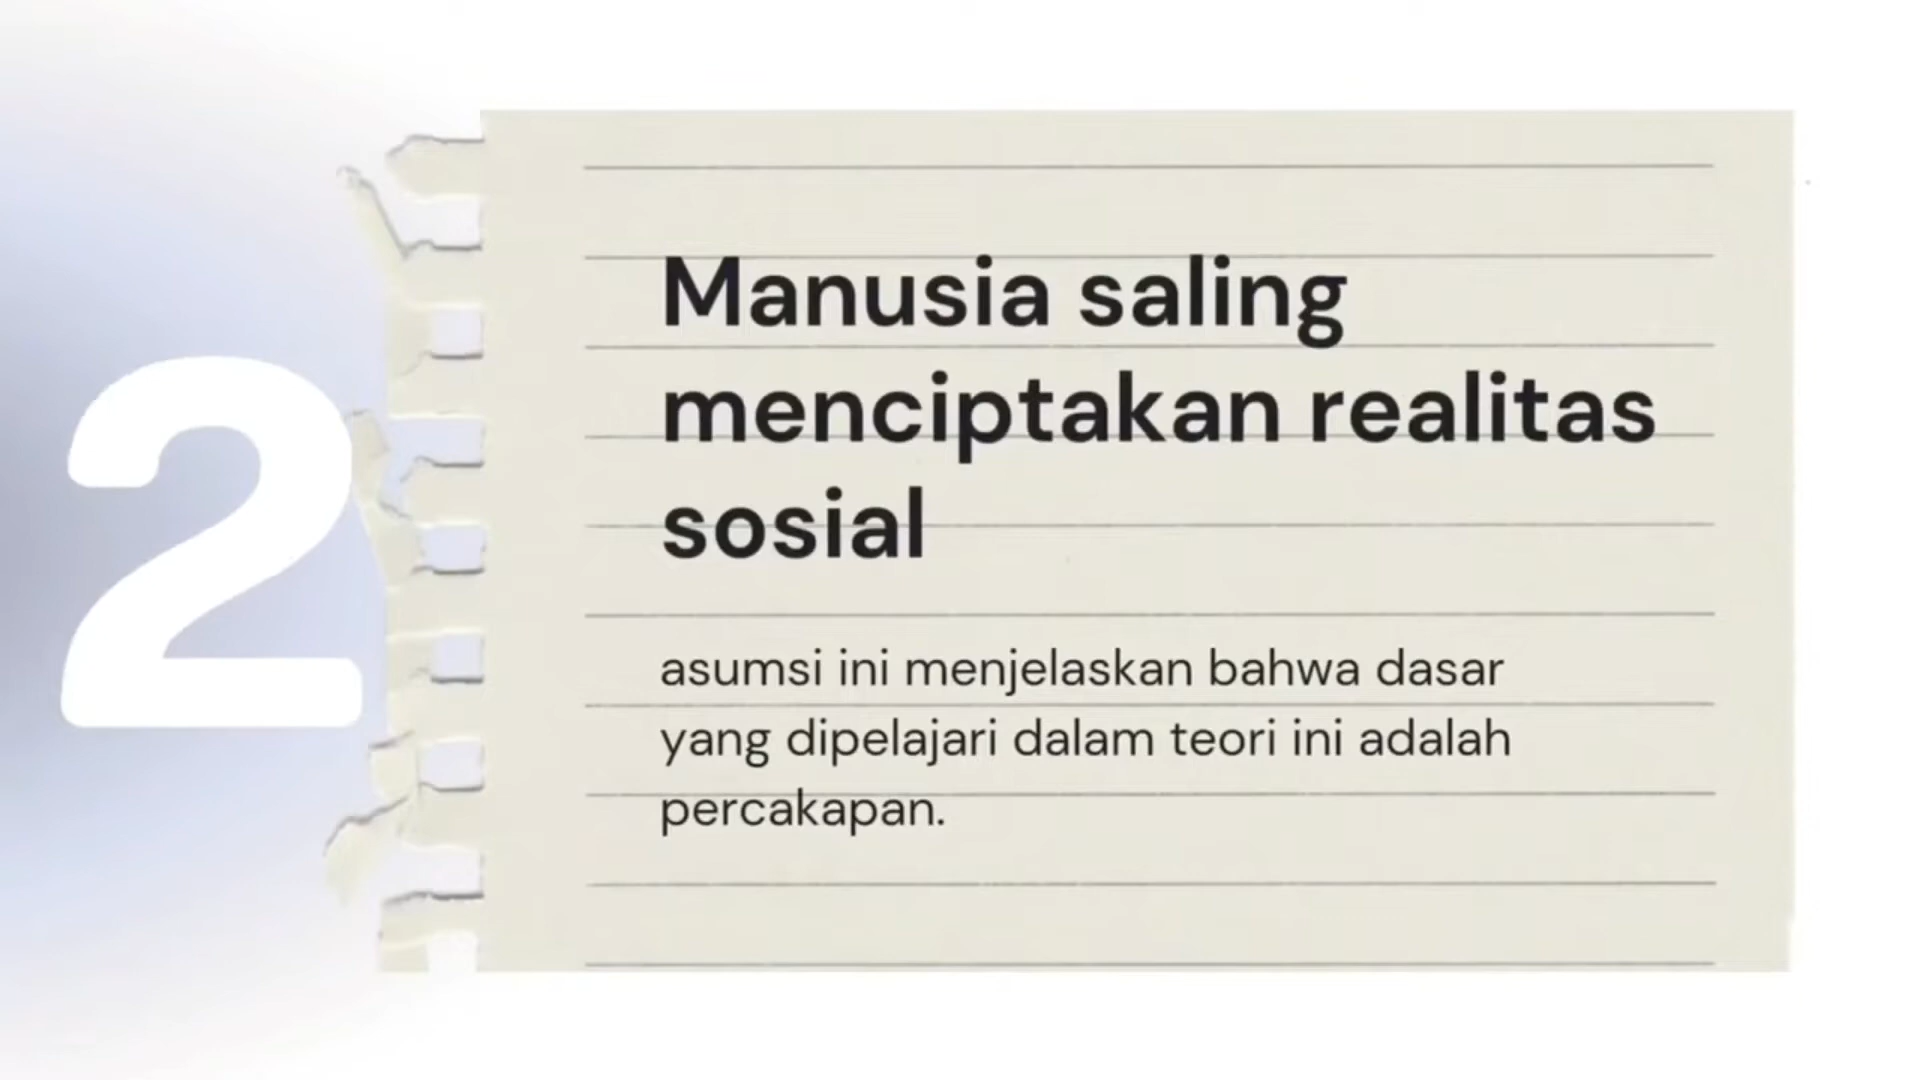 2
Manusia saling
menciptakan realitas
sosial
asumsi ini menjelaskan bahwa dasar
yang dipelajari dalam teori ini adalah
percakapan.